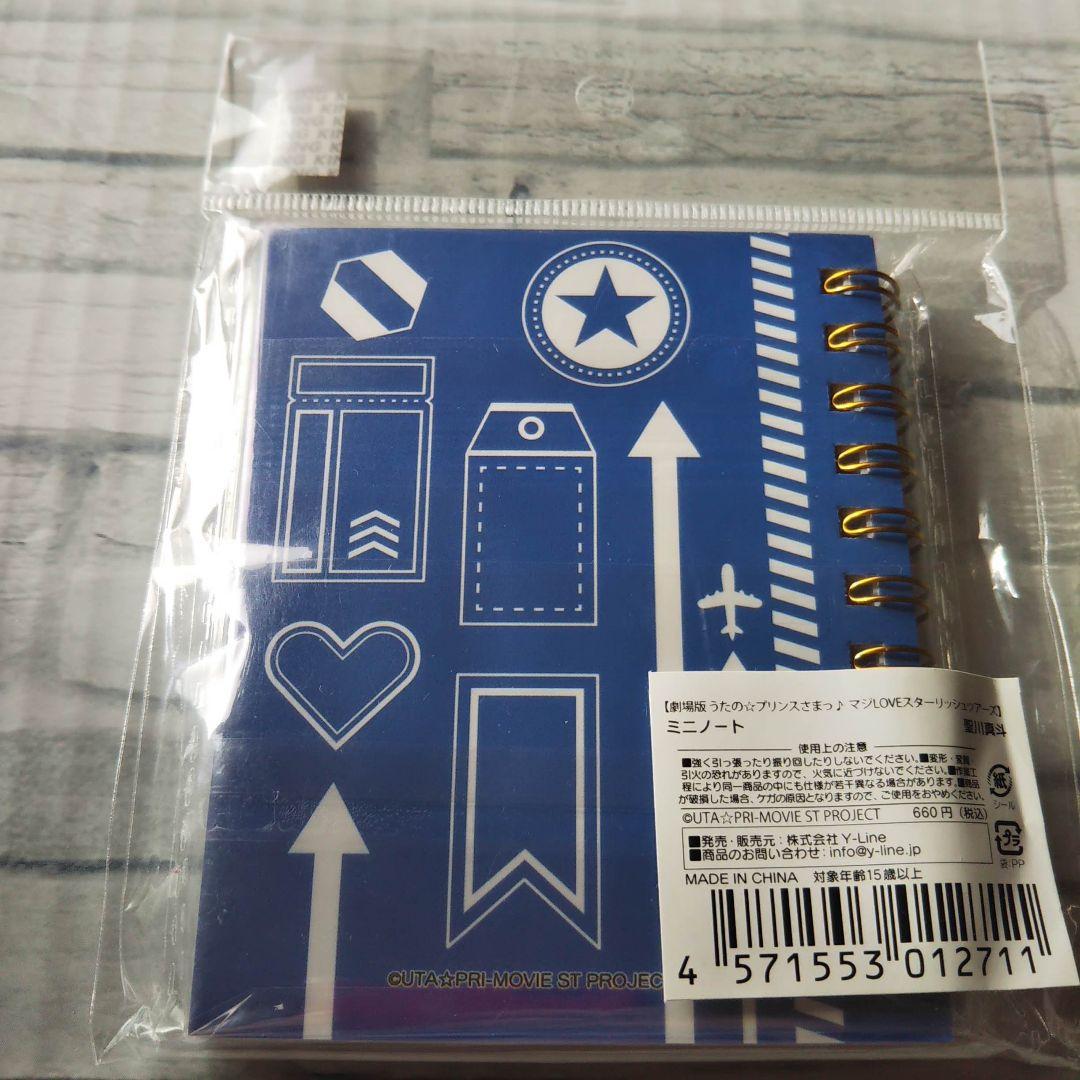 【劇場版 うたの☆プリンスさまっ♪ マジLOVEスターリッシュツアーズ】
ミニノート 聖川真斗
使用上の注意
■強く引っ張ったり振り回したりしないでください。■変形・変質
引火の恐れがありますので、火気に近づけないでください。■作業工
程により同一商品の中にも仕様が若干異なる場合があります。■商品
が破損した場合、ケガの原因となりますので、ご使用をおやめください。
紙
シール
©UTA☆PRI-MOVIE ST PROJECT 660円(税込)
■発売・販売元:株式会社 Y-Line
■商品のお問い合わせ:info@y-line.jp
プラ
袋:PP
MADE IN CHINA 対象年齢15歳以上
4 571553 012711
©UTA☆PRI-MOVIE ST PROJEC